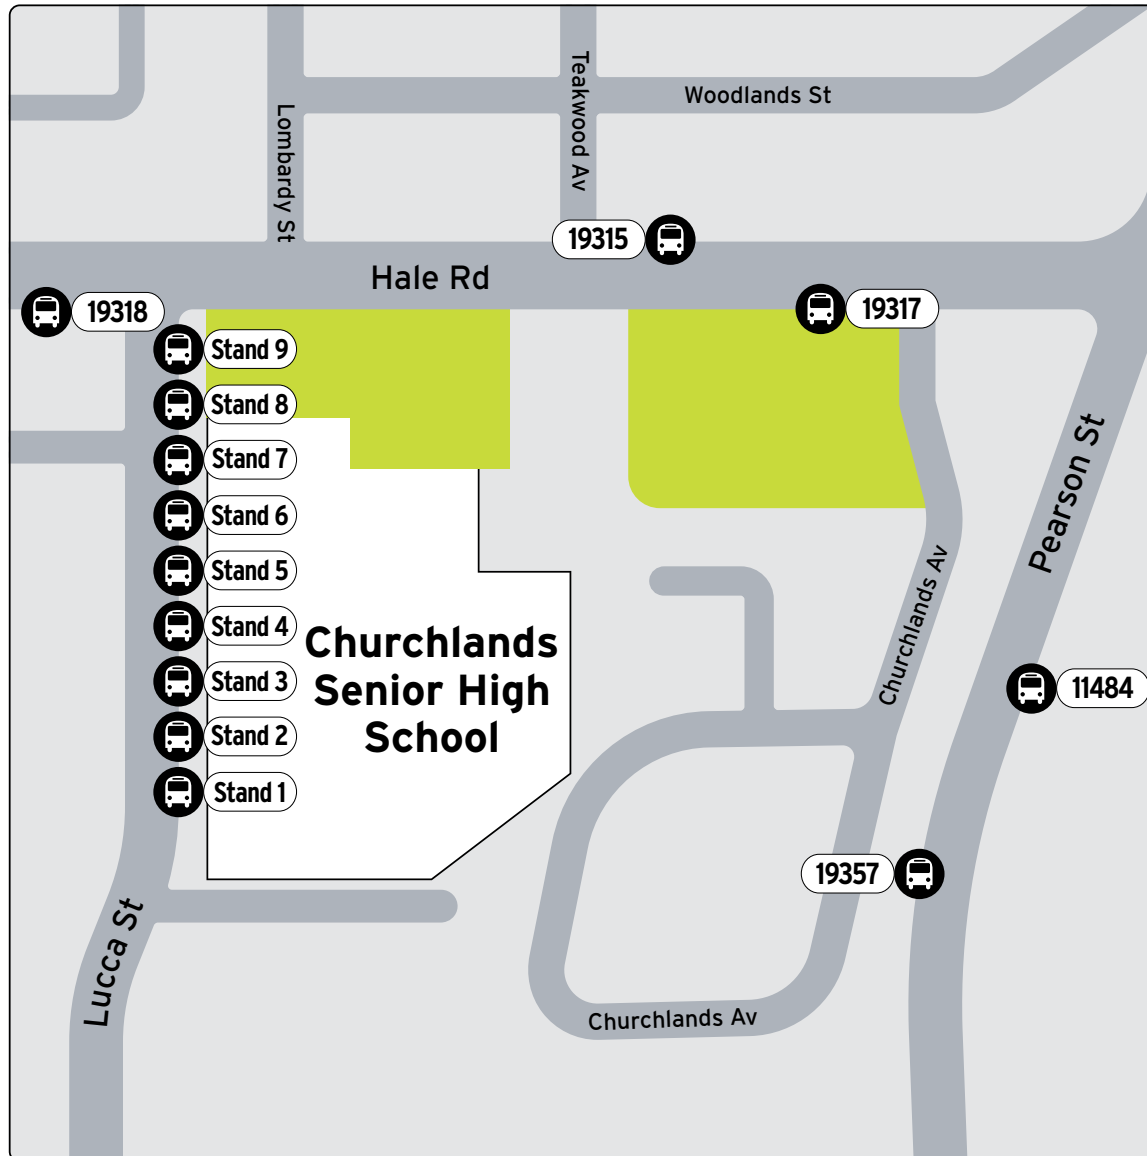 Teakwood Av
Woodlands St
Lombardy St
19315
Hale Rd
19318
19317
Stand 9
Stand 8
Stand 7
Stand 6
Stand 5
Stand 4
Stand 3
Stand 2
Stand 1
Churchlands
Senior High
School
Pearson St
Churchlands Av
11484
19357
Lucca St
Churchlands Av